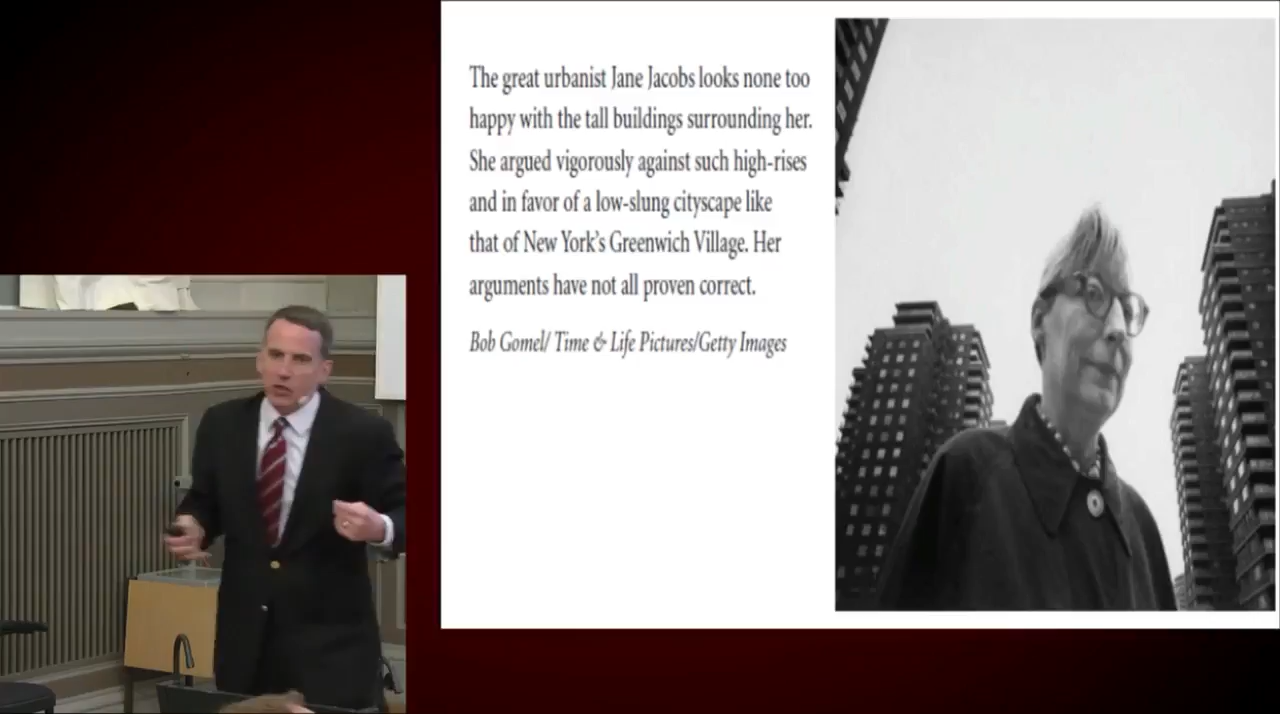 The great urbanist Jane Jacobs looks none too
happy with the tall buildings surrounding her.
She argued vigorously against such high-rises
and in favor of a low-slung cityscape like
that of New York’s Greenwich Village. Her
arguments have not all proven correct.
Bob Gomel/ Time & Life Pictures/Getty Images